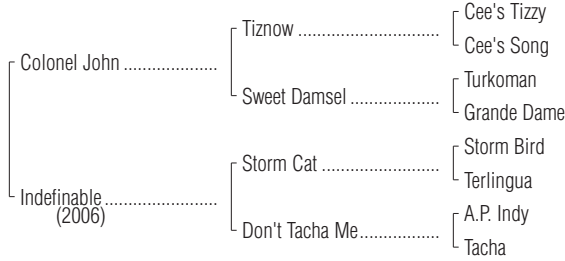 Cee's Tizzy
Tiznow ................................
Cee's Song
Colonel John .....................
Turkoman
Sweet Damsel ....................
Grande Dame
Storm Bird
Storm Cat ..........................
Terlingua
Indefinable .........................
(2006)
A.P. Indy
Don't Tacha Me..................
Tacha